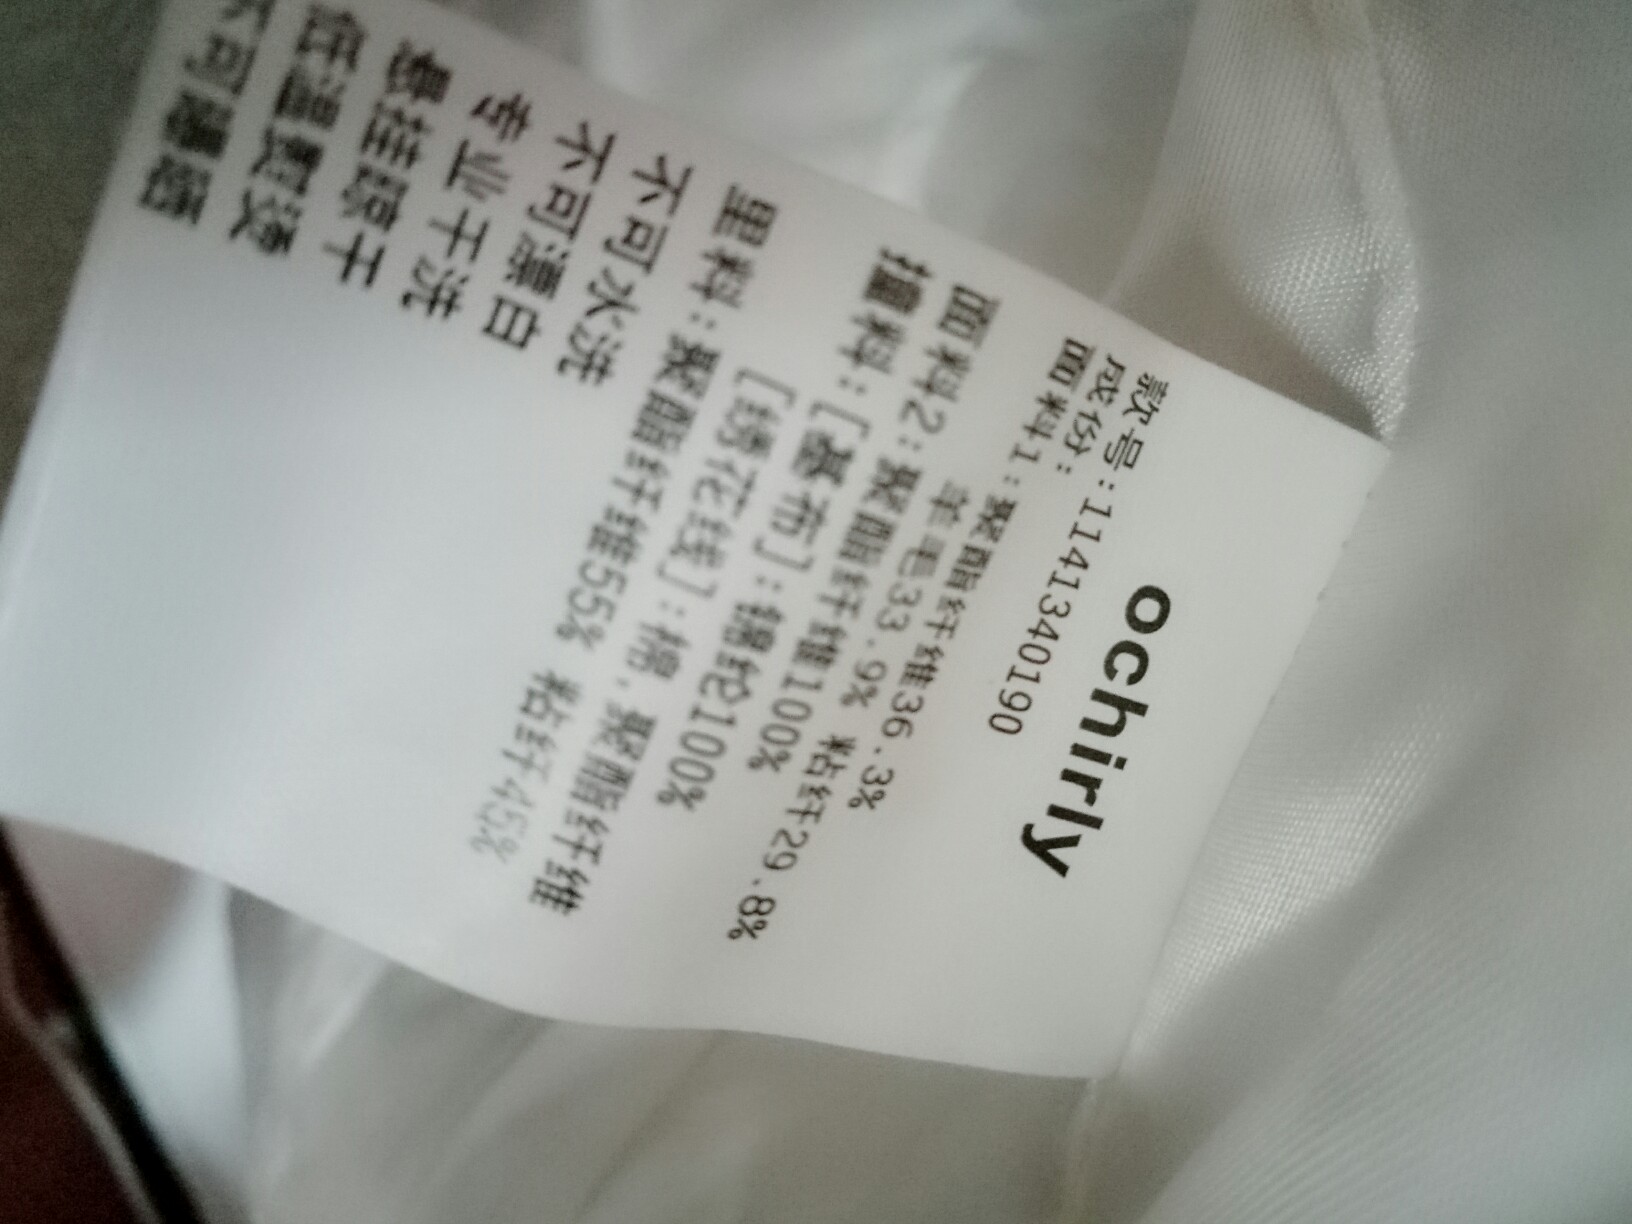 ochirly
款号:1141340190
成份:
面料1:聚酯纤维36.3%
羊毛33.9% 粘纤29.8%
面料2:聚酯纤维100%
撞料:[基布]:锦纶100%
[绣花线]:棉,聚酯纤维
里料:聚酯纤维55% 粘纤45%
不可水洗
不可漂白
专业干洗
悬挂晾干
低温熨烫
不可曝晒